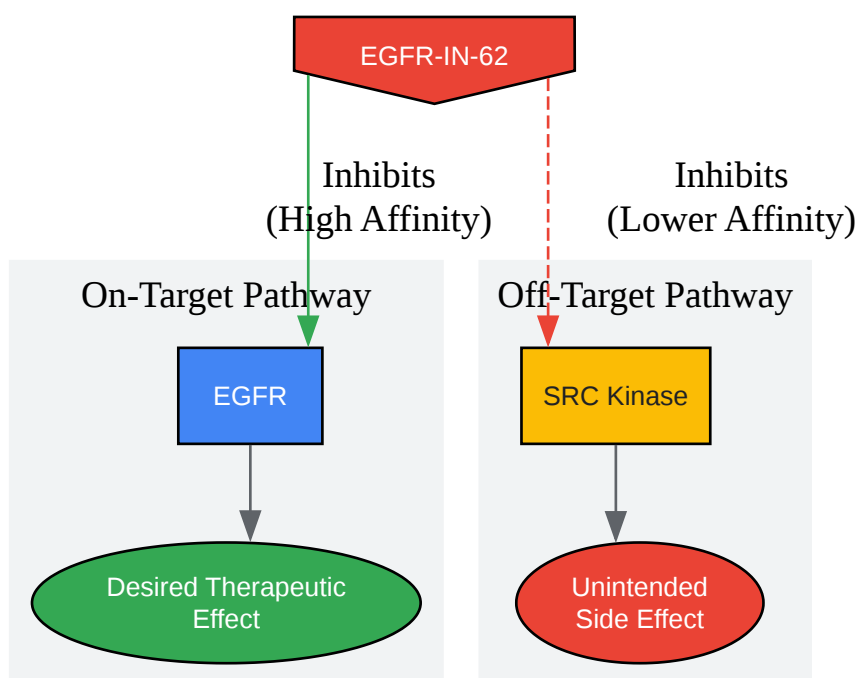 EGFR-IN-62
Inhibits
(High Affinity)
Inhibits
(Lower Affinity)
On-Target Pathway
Off-Target Pathway
EGFR
SRC Kinase
Desired Therapeutic
Effect
Unintended
Side Effect